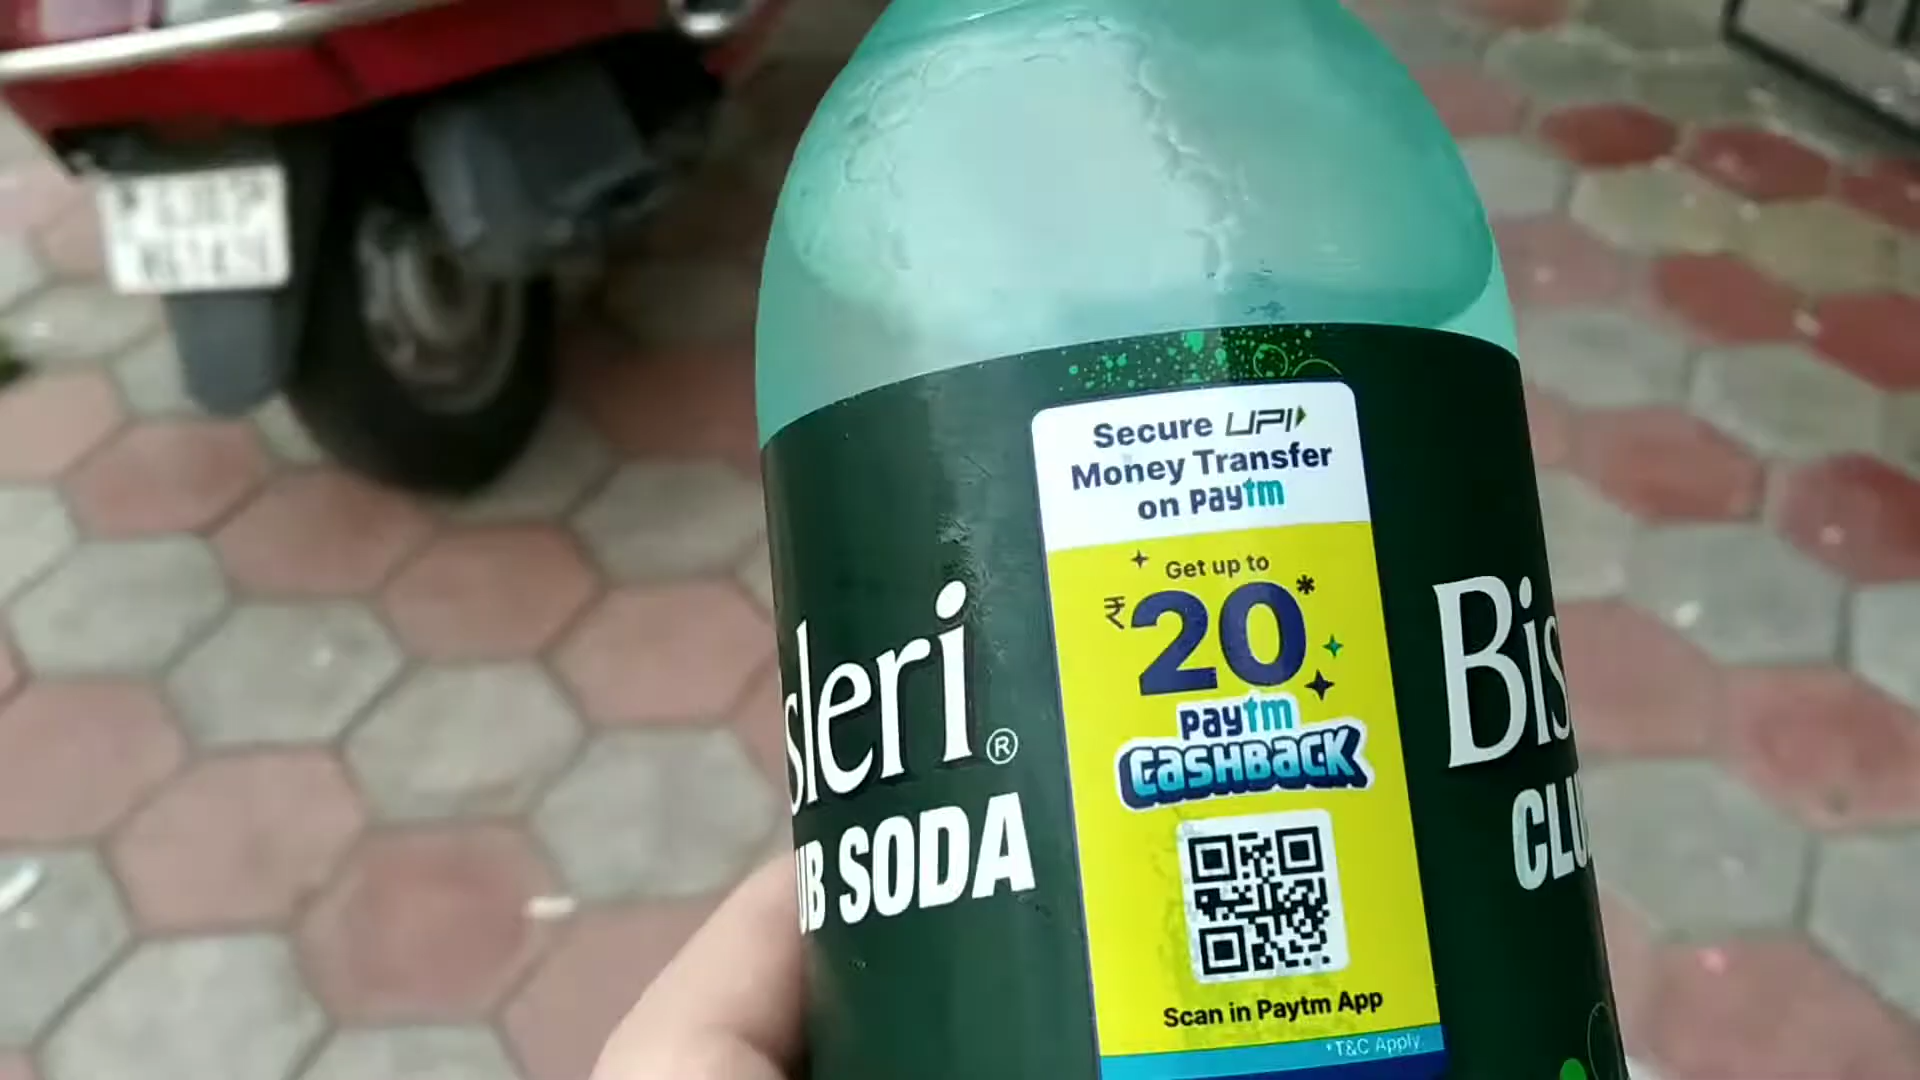 Secure UPI
Money Transfer
on paytm
Get up to
₹20*
paytm
CASHBACK
Scan in Paytm App
*T&C Apply.
sleri®
UB SODA
Bis
CLU